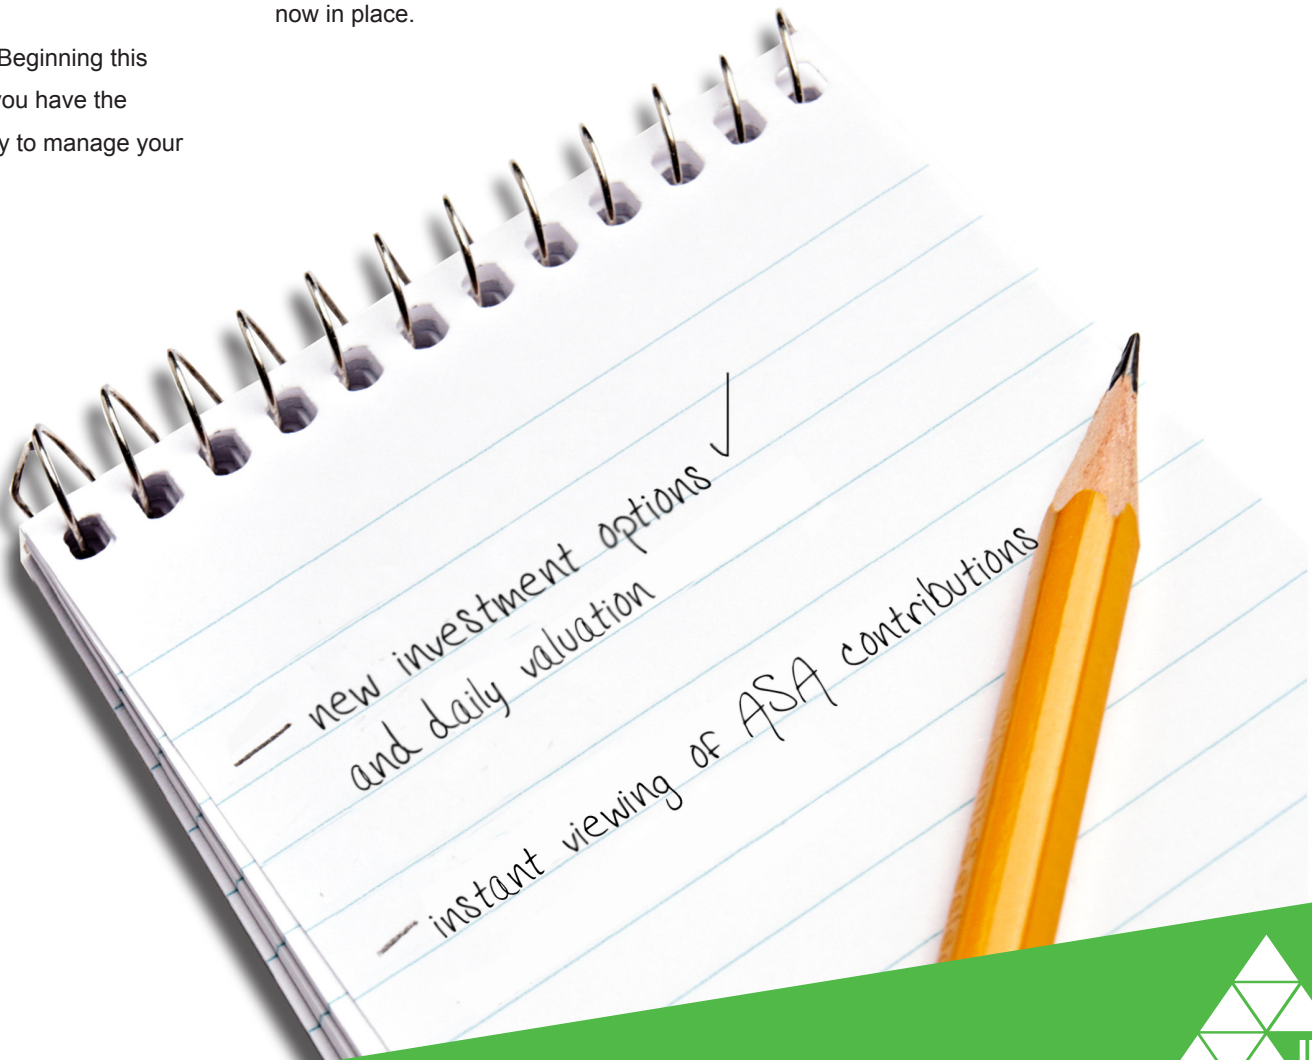 now in place.
Beginning this
you have the
y to manage your
– new investment options ✓
and daily valuation
– instant viewing of ASA contributions